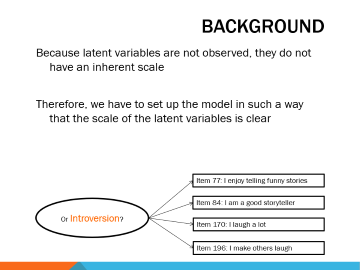 BACKGROUND
Because latent variables are not observed, they do not
have an inherent scale
Therefore, we have to set up the model in such a way
that the scale of the latent variables is clear
Item 77: I enjoy telling funny stories
Item 84: I am a good storyteller
Or Introversion?
Item 170: I laugh a lot
Item 196: I make others laugh